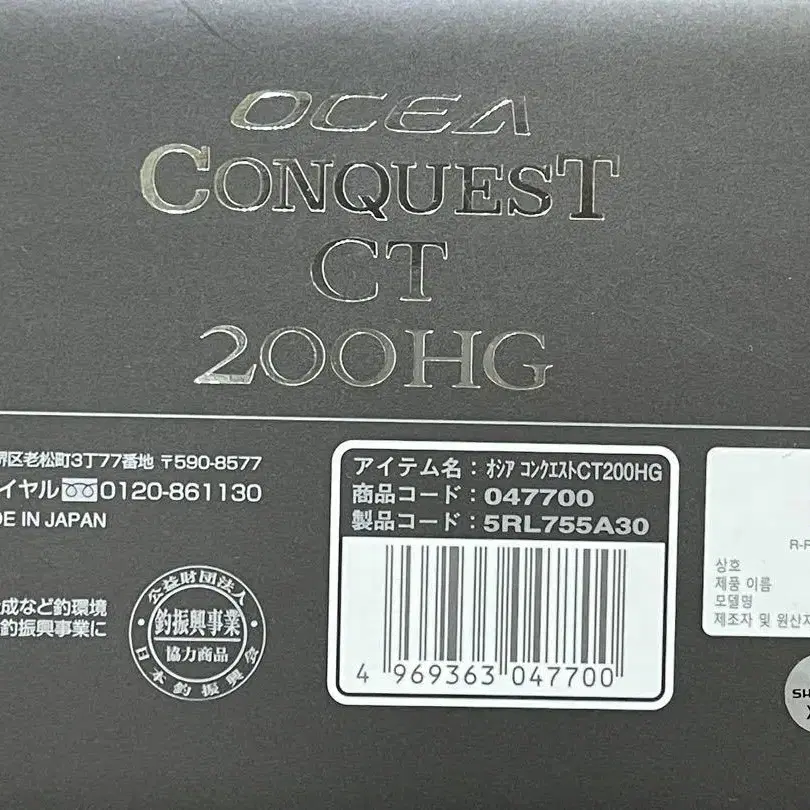 OCEA
CONQUEST
CT
200HG
堺区老松町3丁77番地 〒590-8577
イヤル 0120-861130
DE IN JAPAN
成など釣環境
釣振興事業に
公益財団法人
釣振興事業
協力商品
日本釣振興会
アイテム名：オシア コンクエストCT200HG
商品コード：047700
製品コード：5RL755A30
4 969363 047700
R-R
상호
제품 이름
모델명
제조자 및 원산지
SH